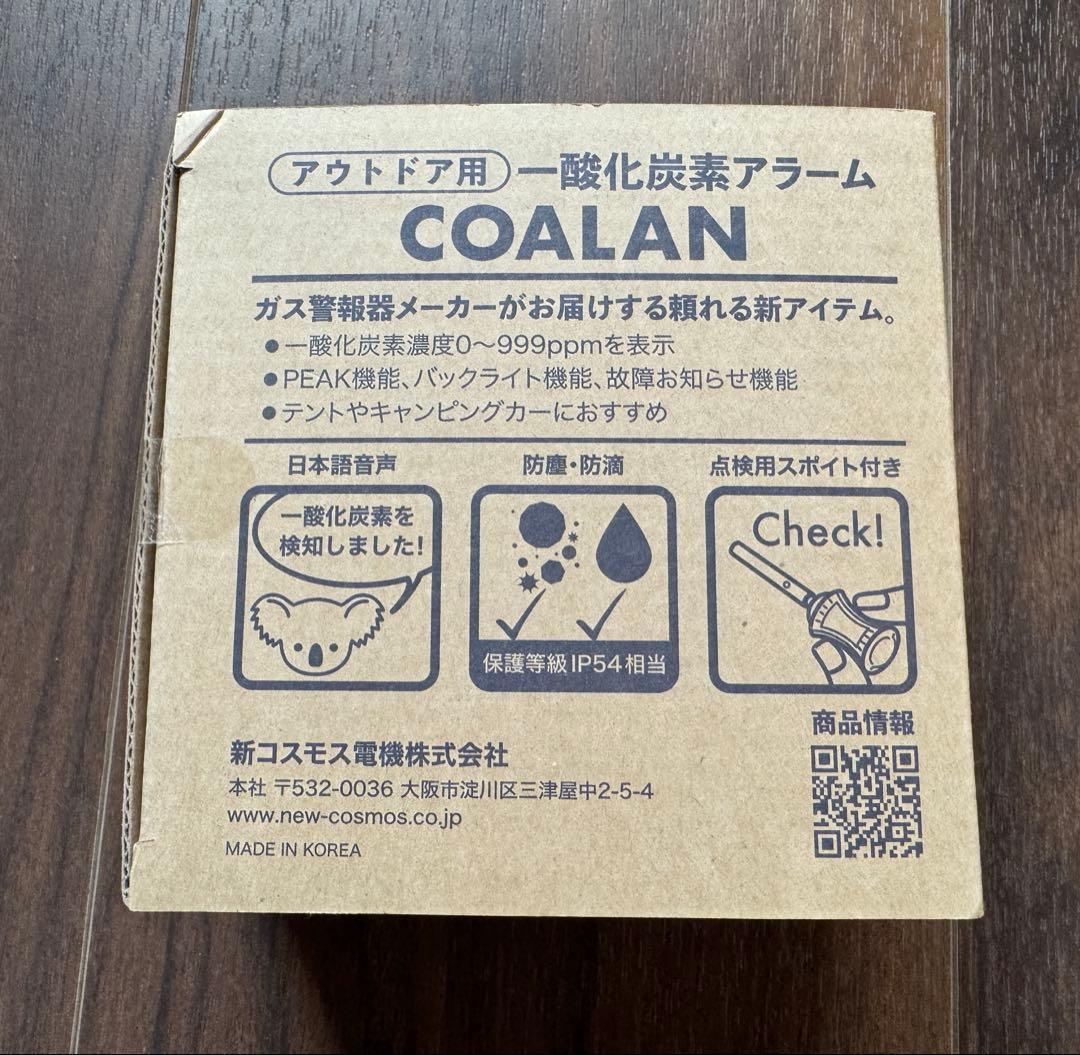 アウトドア用 一酸化炭素アラーム
COALAN
ガス警報器メーカーがお届けする頼れる新アイテム。
●一酸化炭素濃度0〜999ppmを表示
●PEAK機能、バックライト機能、故障お知らせ機能
●テントやキャンピングカーにおすすめ
日本語音声
一酸化炭素を
検知しました!
防塵・防滴
保護等級IP54相当
点検用スポイト付き
Check!
商品情報
新コスモス電機株式会社
本社 〒532-0036 大阪市淀川区三津屋中2-5-4
www.new-cosmos.co.jp
MADE IN KOREA